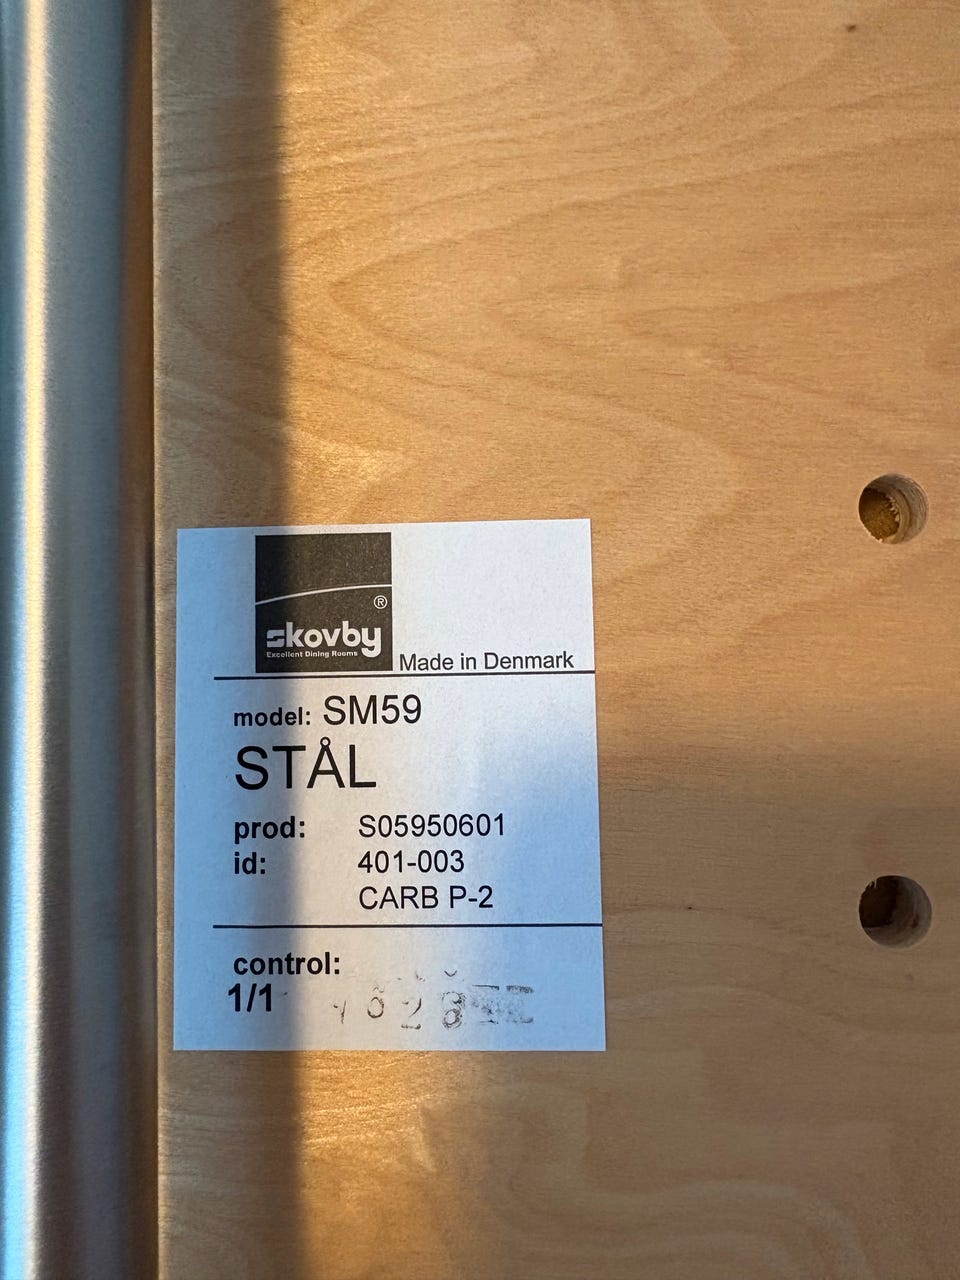 ®
skovby
Excellent Dining Rooms
Made in Denmark
model: SM59
STÅL
prod: S05950601
id: 401-003
CARB P-2
control:
1/1